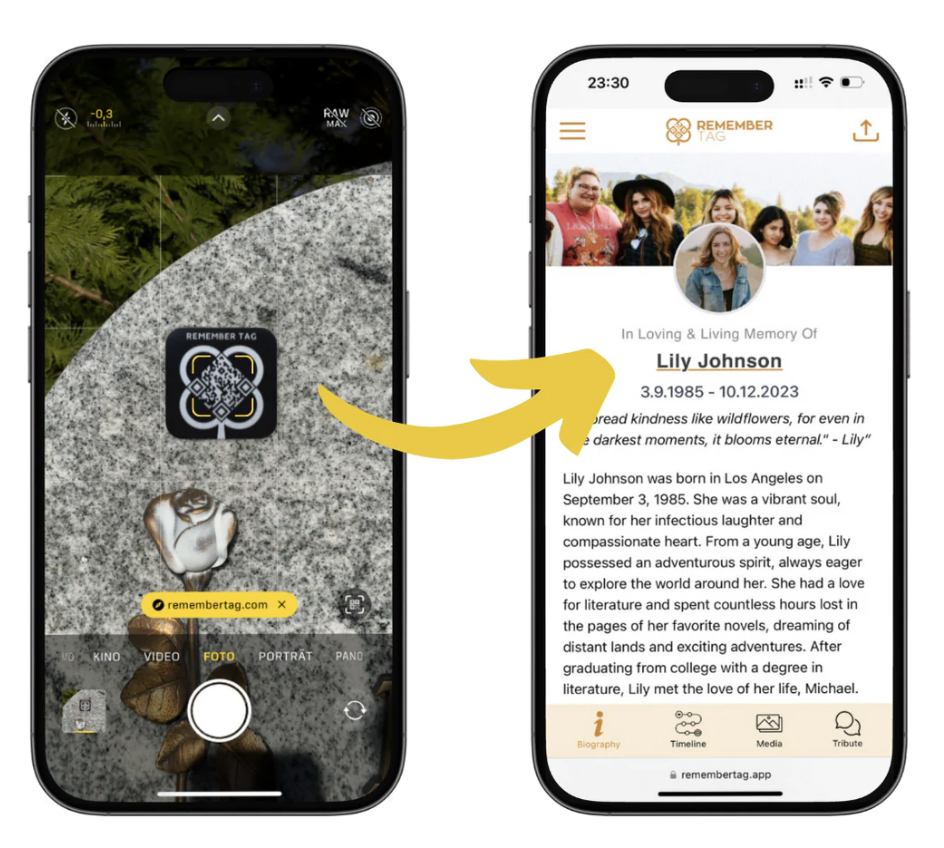 -0,3
RAW
MAX
REMEMBER TAG
remembertag.com ×
KINO VIDEO FOTO PORTRÄT PANO
23:30
REMEMBER
TAG
In Loving & Living Memory Of
Lily Johnson
3.9.1985 - 10.12.2023
kindness like wildflowers, for even in
darkest moments, it blooms eternal." - Lily“
Lily Johnson was born in Los Angeles on
September 3, 1985. She was a vibrant soul,
known for her infectious laughter and
compassionate heart. From a young age, Lily
possessed an adventurous spirit, always eager
to explore the world around her. She had a love
for literature and spent countless hours lost in
the pages of her favorite novels, dreaming of
distant lands and exciting adventures. After
graduating from college with a degree in
literature, Lily met the love of her life, Michael.
Biography Timeline Media Tribute
remembertag.app